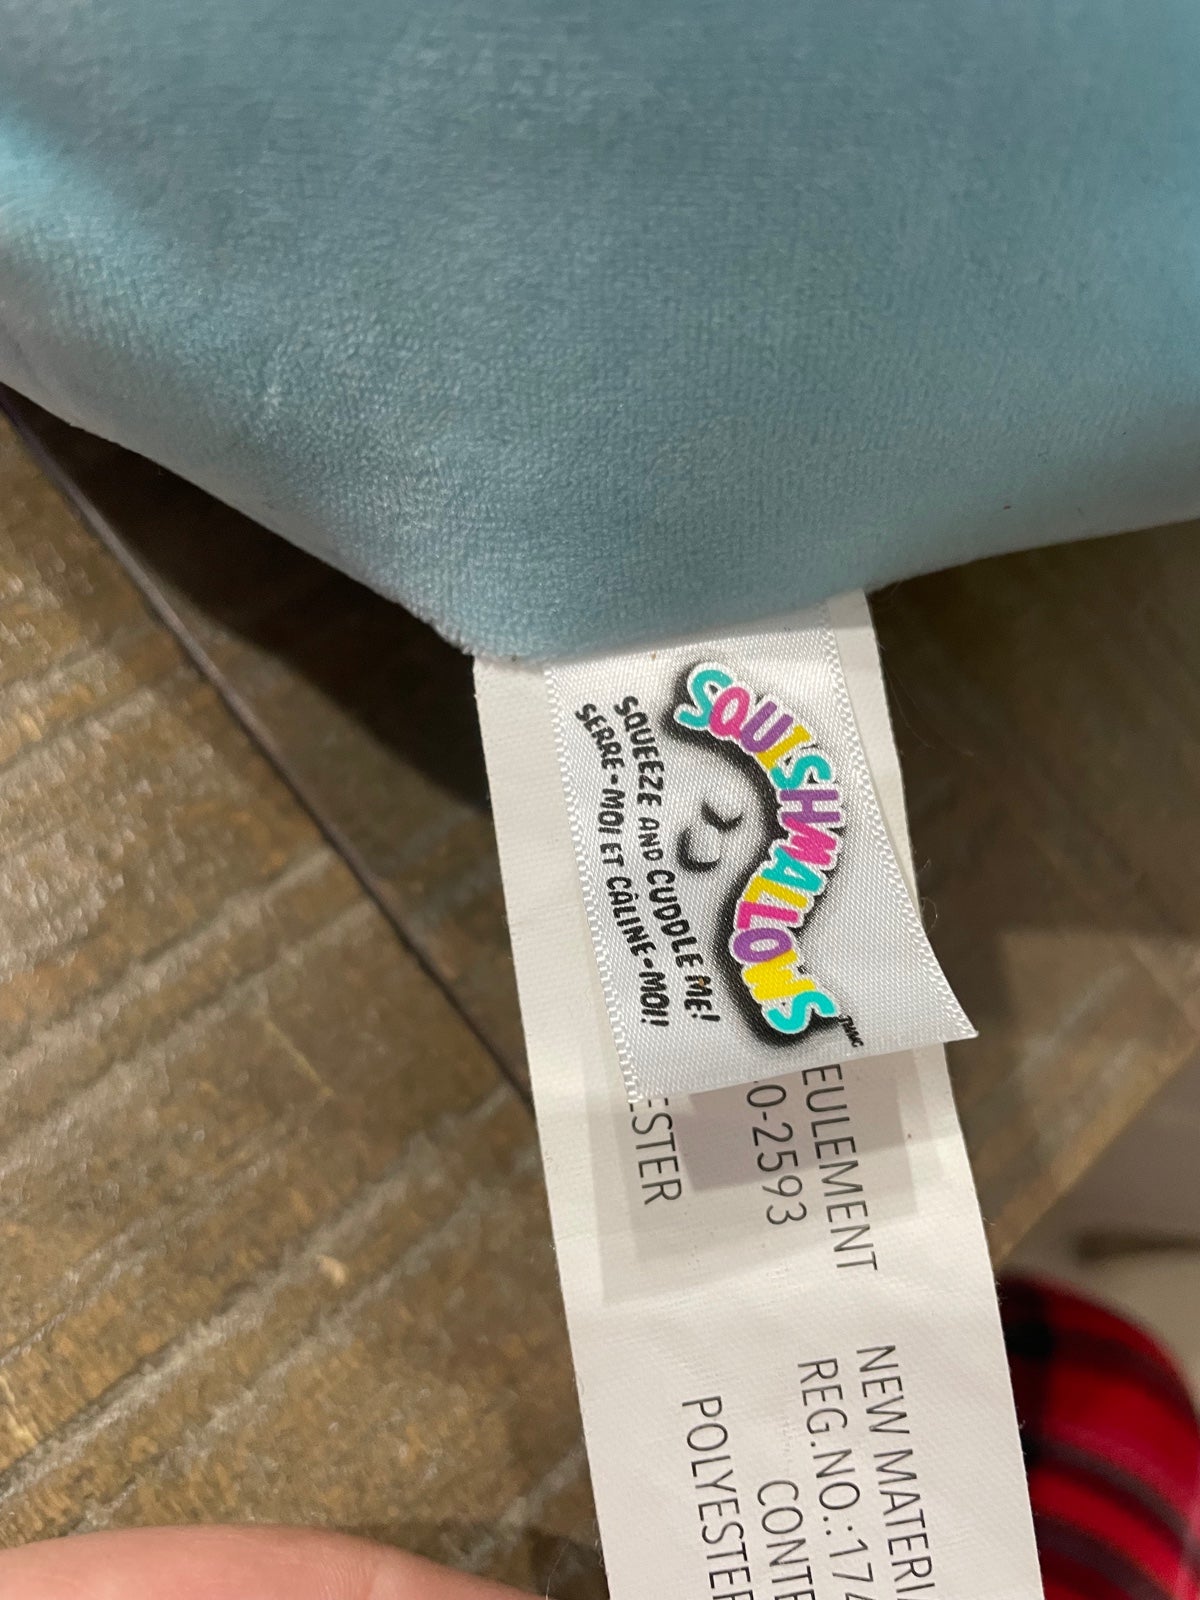 SQUISHMALLOWS
TMMC
SQUEEZE AND CUDDLE ME!
SERRE-MOI ET CÂLINE-MOI!
EULEMENT
0-2593
ESTER
NEW MATERI
REG.NO.:174
CONTE
POLYESTER